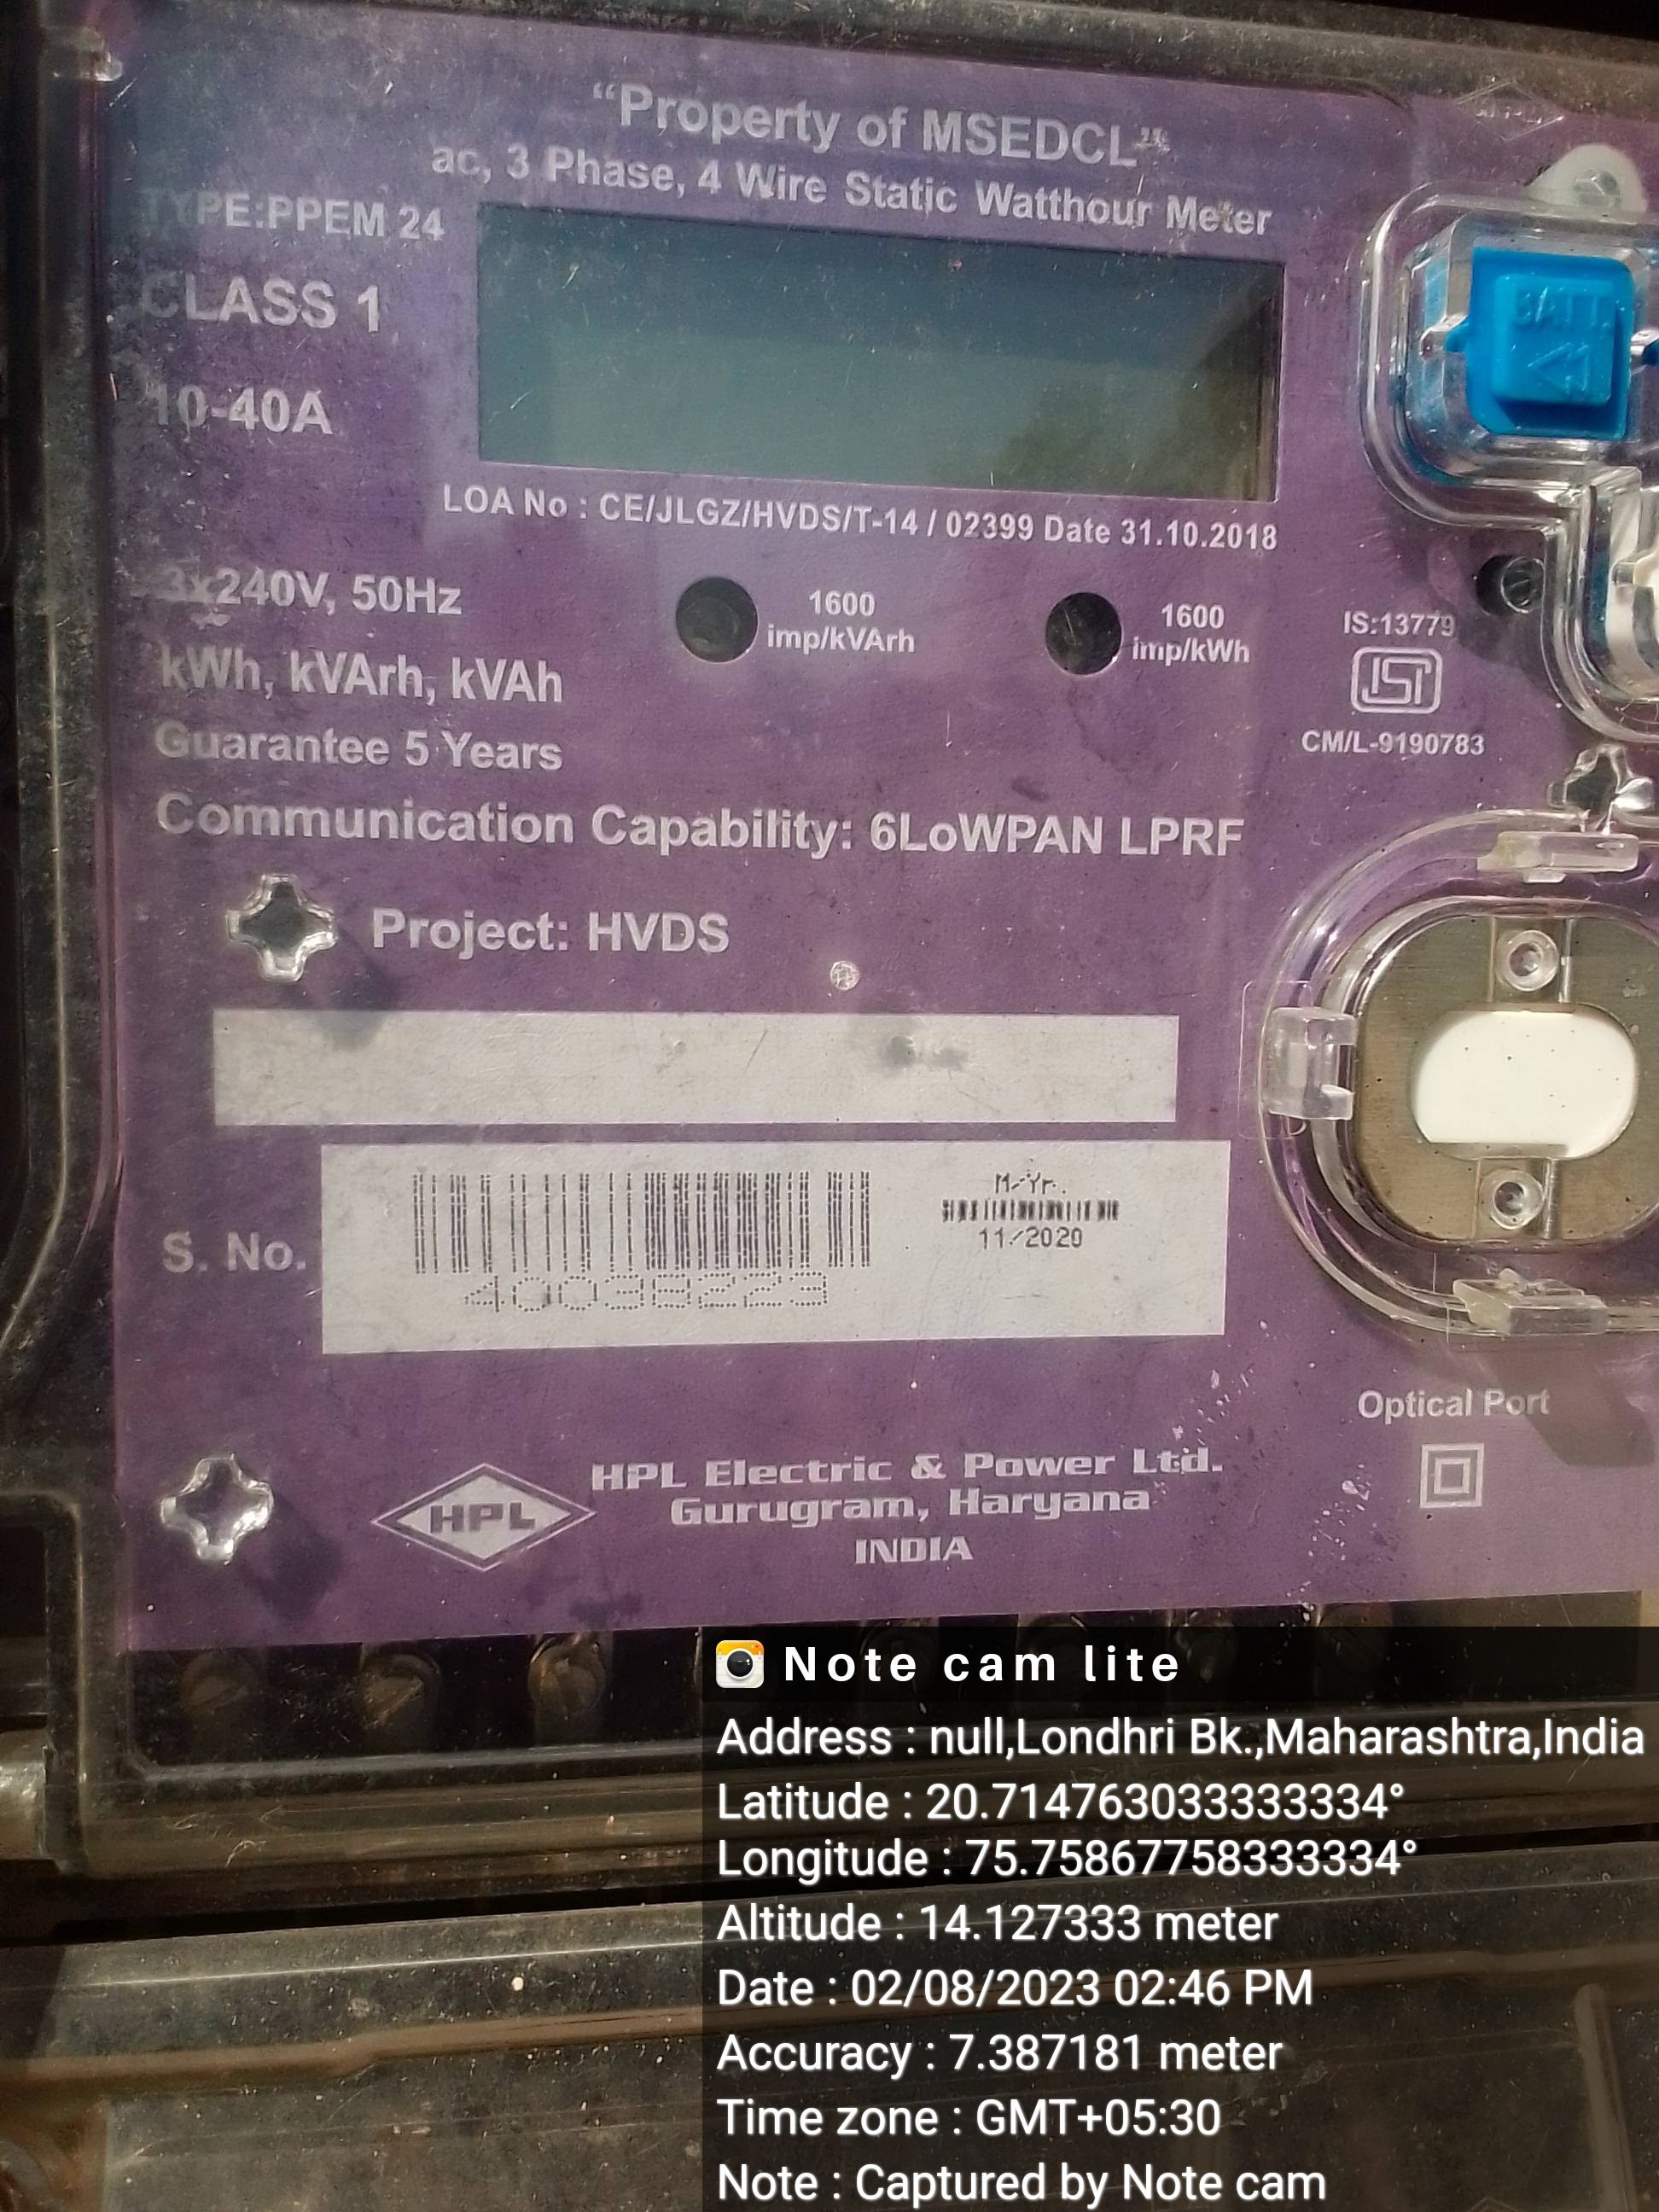 “Property of MSEDCL”
ac, 3 Phase, 4 Wire Static Watthour Meter
TYPE:PPEM 24
CLASS 1
10-40A
BATT.
LOA No : CE/JLGZ/HVDS/T-14 / 02399 Date 31.10.2018
3x240V, 50Hz
1600
imp/kVArh
1600
imp/kWh
IS:13779
ISI
kWh, kVArh, kVAh
CM/L-9190783
Guarantee 5 Years
Communication Capability: 6LoWPAN LPRF
Project: HVDS
M/Yr.
11/2020
S. No.
40038223
Optical Port
HPL
HPL Electric & Power Ltd.
Gurugram, Haryana
INDIA
Note cam lite
Address : null,Londhri Bk.,Maharashtra,India
Latitude : 20.714763033333334°
Longitude : 75.75867758333334°
Altitude : 14.127333 meter
Date : 02/08/2023 02:46 PM
Accuracy : 7.387181 meter
Time zone : GMT+05:30
Note : Captured by Note cam